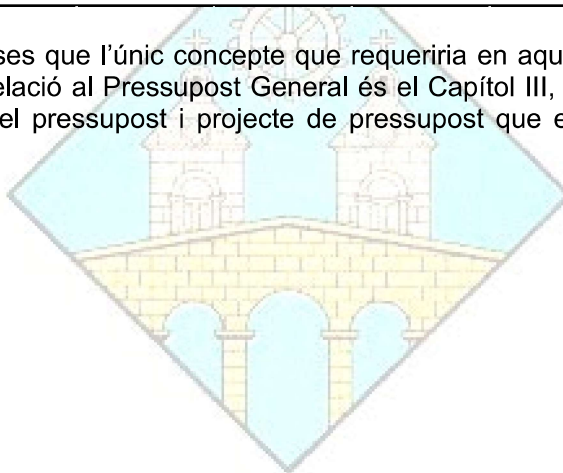 ses que l’únic concepte que requeriria en aqu
elació al Pressupost General és el Capítol III,
el pressupost i projecte de pressupost que e